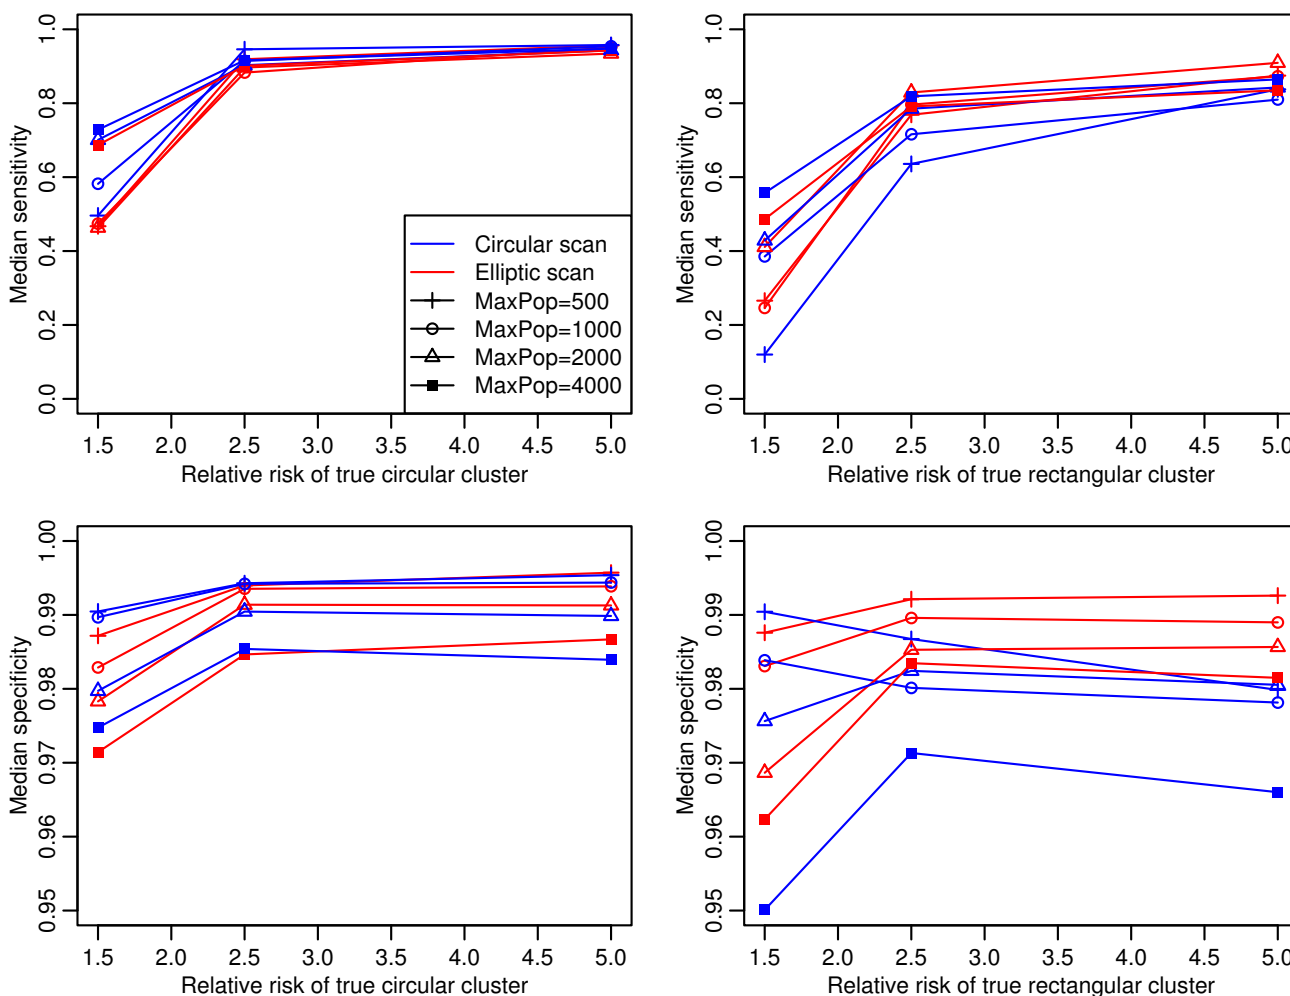 Median sensitivity
0.0 0.2 0.4 0.6 0.8 1.0
Circular scan
Elliptic scan
MaxPop=500
MaxPop=1000
MaxPop=2000
MaxPop=4000
1.5 2.0 2.5 3.0 3.5 4.0 4.5 5.0
Relative risk of true circular cluster
Median sensitivity
0.0 0.2 0.4 0.6 0.8 1.0
1.5 2.0 2.5 3.0 3.5 4.0 4.5 5.0
Relative risk of true rectangular cluster
Median specificity
0.95 0.96 0.97 0.98 0.99 1.00
1.5 2.0 2.5 3.0 3.5 4.0 4.5 5.0
Relative risk of true circular cluster
Median specificity
0.95 0.96 0.97 0.98 0.99 1.00
1.5 2.0 2.5 3.0 3.5 4.0 4.5 5.0
Relative risk of true rectangular cluster